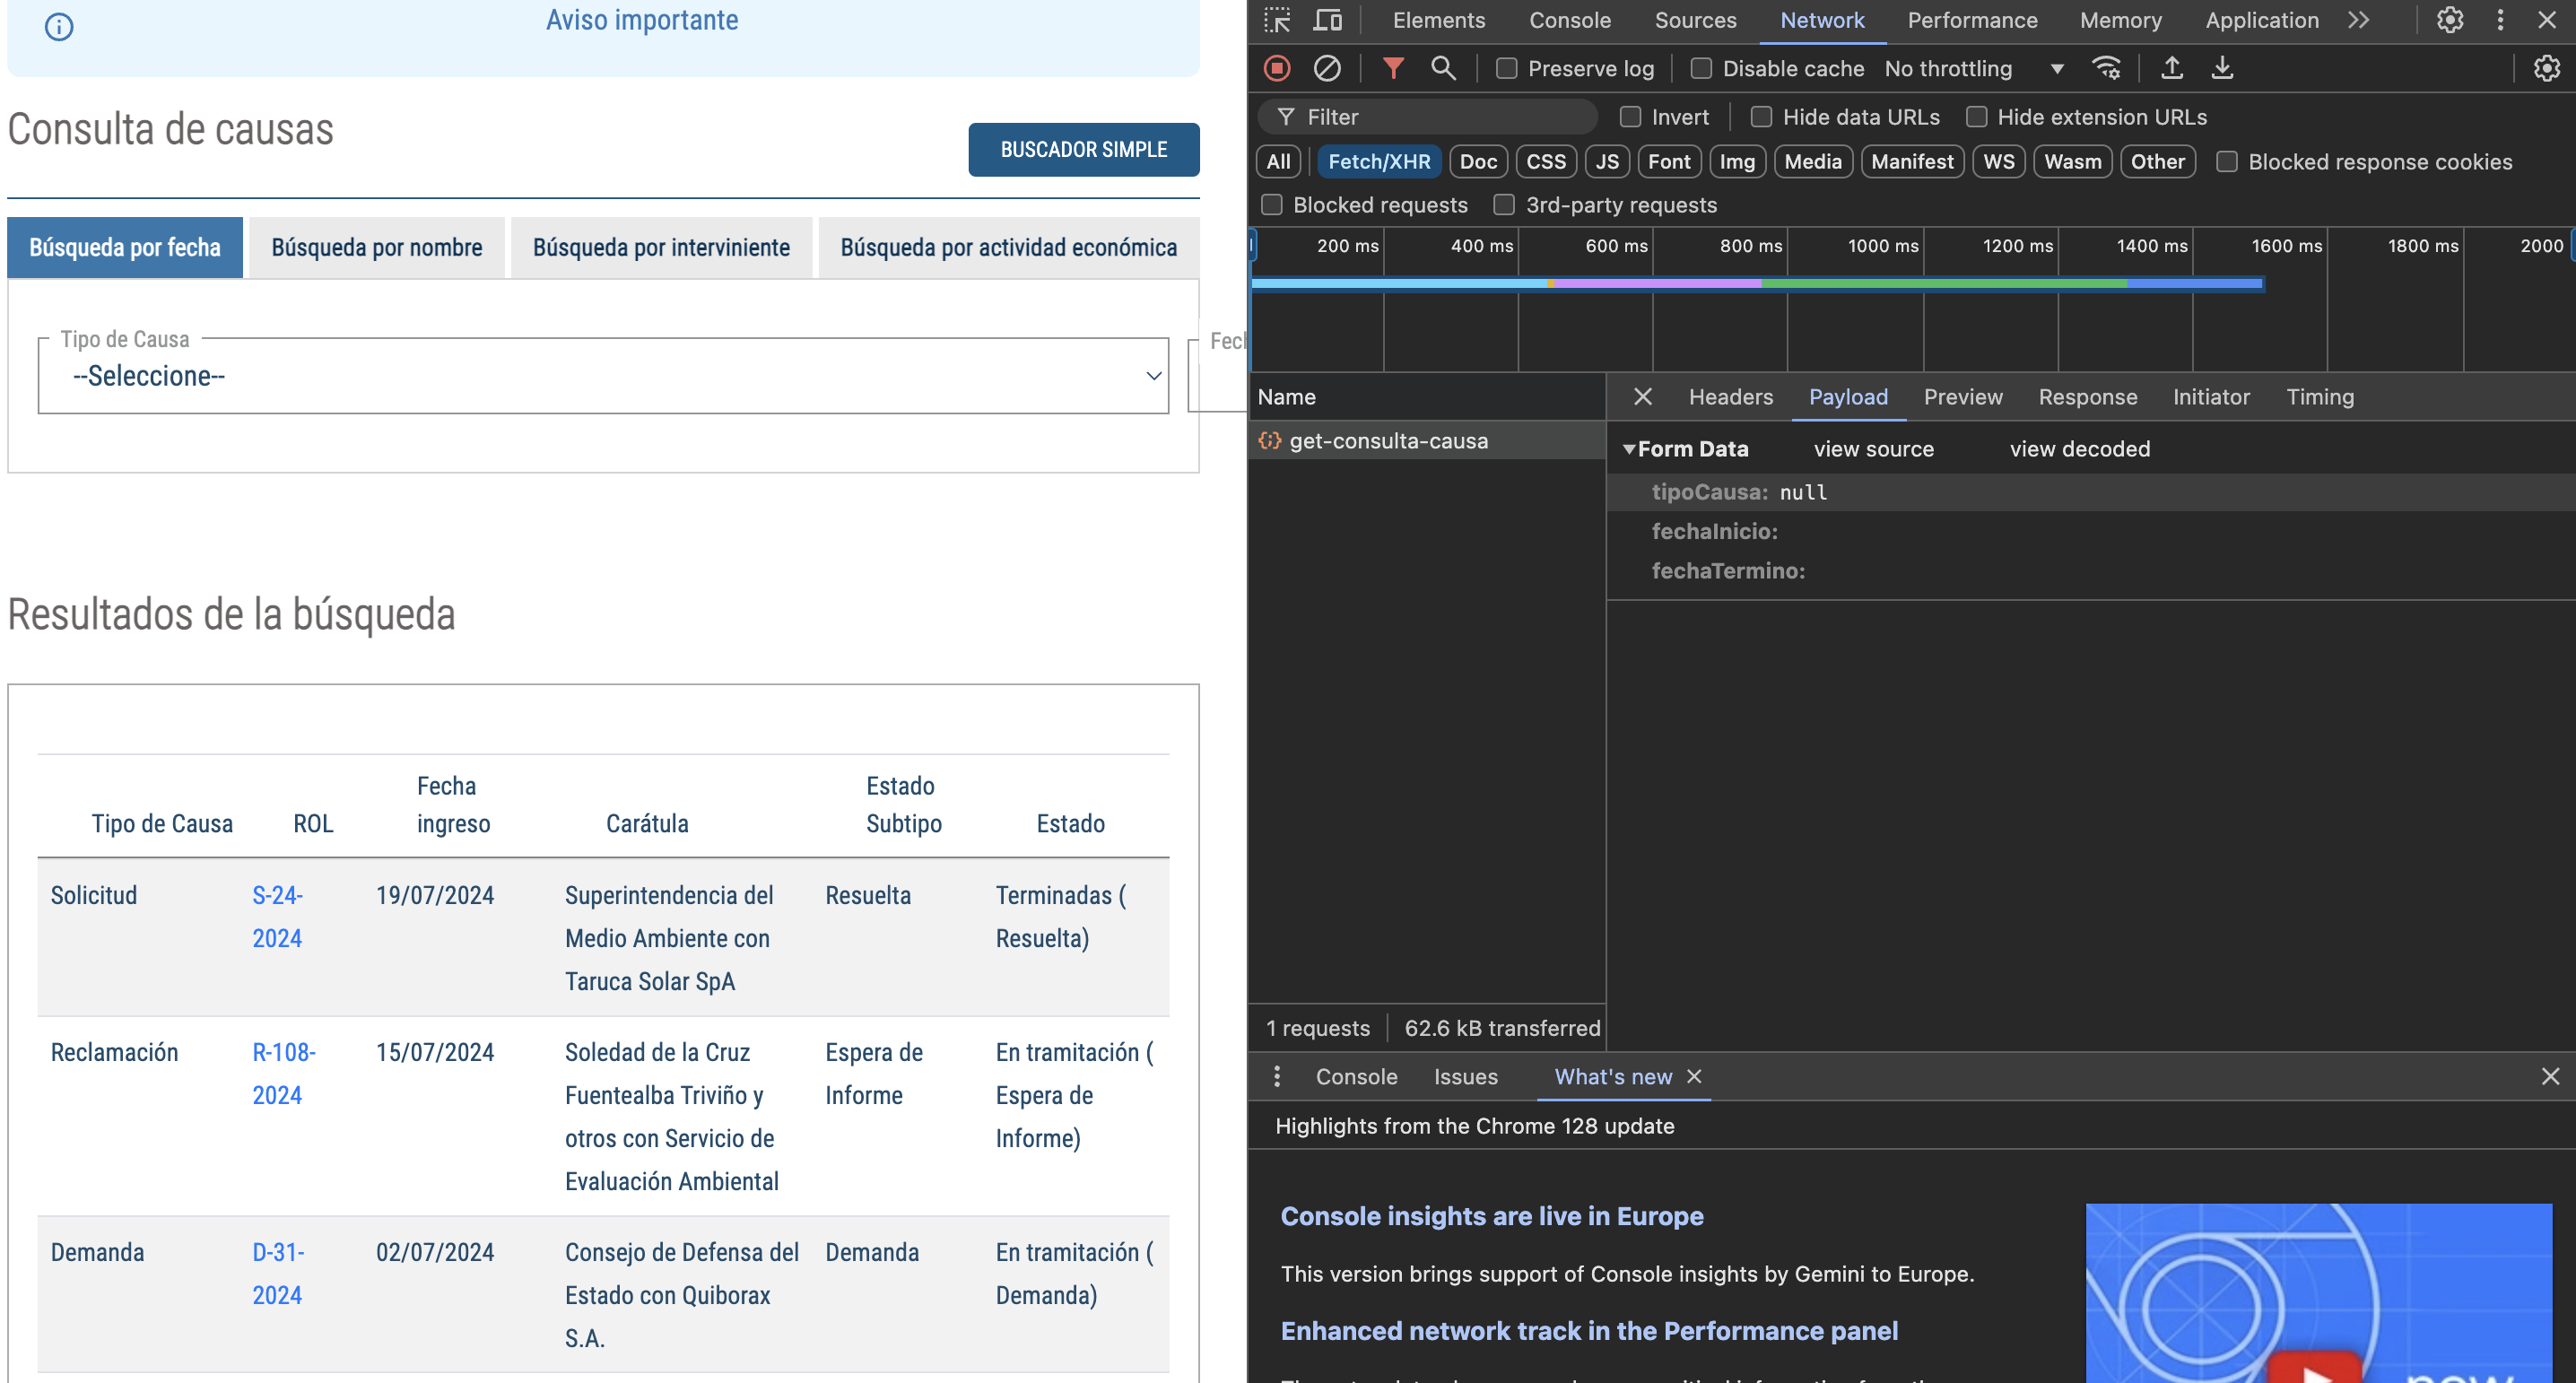 Aviso importante
Consulta de causas
BUSCADOR SIMPLE
Búsqueda por fecha
Búsqueda por nombre
Búsqueda por interviniente
Búsqueda por actividad económica
Tipo de Causa
--Seleccione--
Resultados de la búsqueda
Tipo de Causa ROL Fecha ingreso Carátula Estado Subtipo Estado
Solicitud S-24- 19/07/2024 Superintendencia del Resuelta Terminadas (
2024 Medio Ambiente con Resuelta)
Taruca Solar SpA
Reclamación R-108- 15/07/2024 Soledad de la Cruz Espera de En tramitación (
2024 Fuentealba Triviño y Informe Espera de
otros con Servicio de Informe)
Evaluación Ambiental
Demanda D-31- 02/07/2024 Consejo de Defensa del Demanda En tramitación (
2024 Estado con Quiborax Demanda)
S.A.
Elements Console Sources Network Performance Memory Application
Preserve log Disable cache No throttling
Filter Invert Hide data URLs Hide extension URLs
All Fetch/XHR Doc CSS JS Font Img Media Manifest WS Wasm Other Blocked response cookies
Blocked requests 3rd-party requests
200 ms 400 ms 600 ms 800 ms 1000 ms 1200 ms 1400 ms 1600 ms 1800 ms 2000
Name
get-consulta-causa
1 requests 62.6 kB transferred
Headers Payload Preview Response Initiator Timing
Form Data view source view decoded
tipoCausa: null
fechaInicio:
fechaTermino:
Console Issues What's new
Highlights from the Chrome 128 update
Console insights are live in Europe
This version brings support of Console insights by Gemini to Europe.
Enhanced network track in the Performance panel